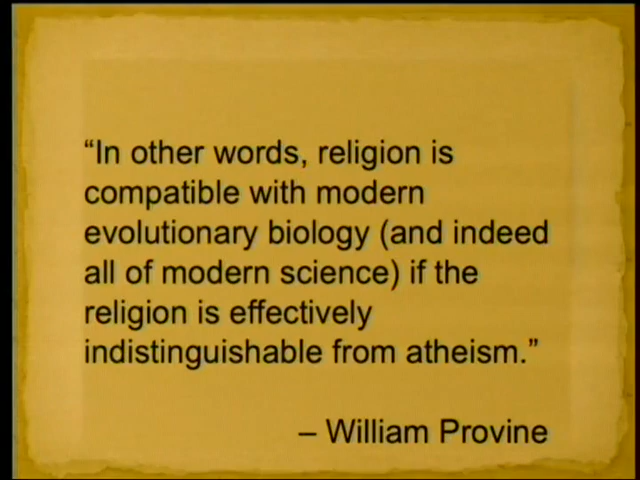 “In other words, religion is
compatible with modern
evolutionary biology (and indeed
all of modern science) if the
religion is effectively
indistinguishable from atheism.”
– William Provine